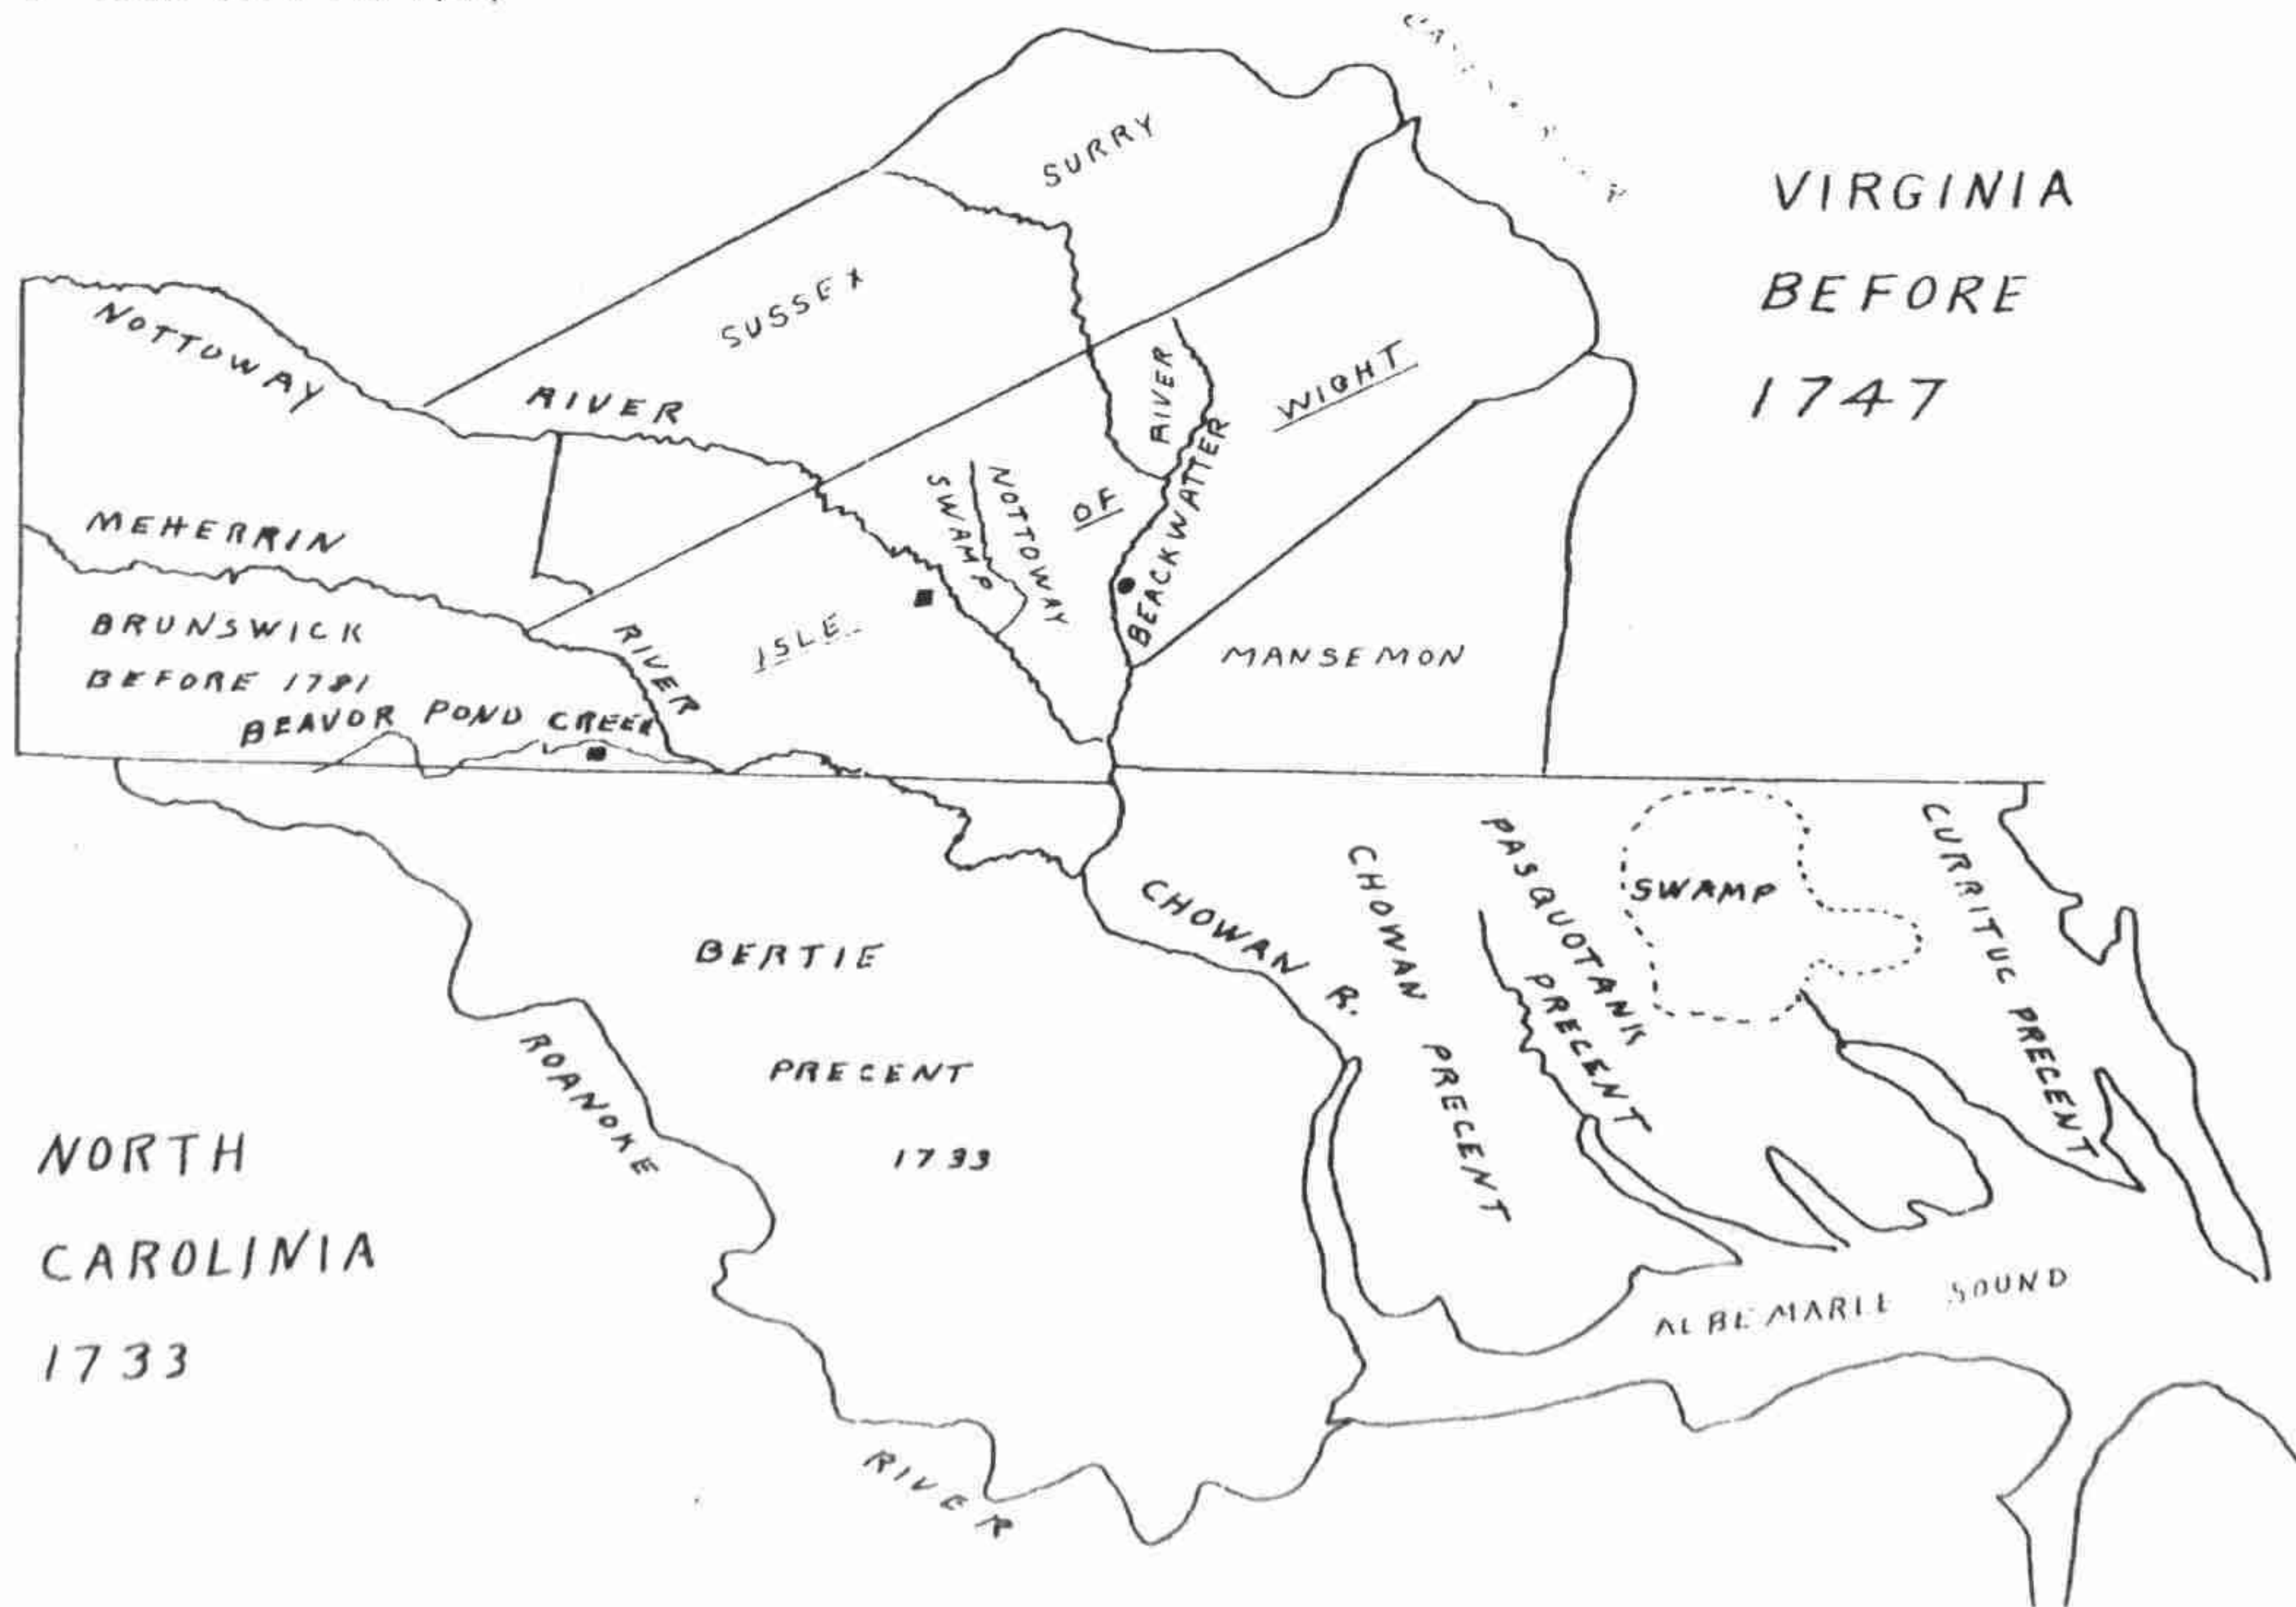 VIRGINIA
BEFORE
1747
SURRY
SUSSEX
NOTTOWAY
RIVER
RIVER
WIGHT
SWAMP
NOTTOWAY
OF
BEACKWATTER
MEHERRIN
RIVER
BRUNSWICK
BEFORE 1781
ISLE
MANSEMON
BEAVOR POND CREEK
CHOWAN R.
CHOWAN PRECENT
PASQUOTANK
PRECENT
SWAMP
CURRITUC PRECENT
BERTIE
PRECENT
1733
ROANOKE
RIVER
NORTH
CAROLINIA
1733
ALBEMARLE SOUND